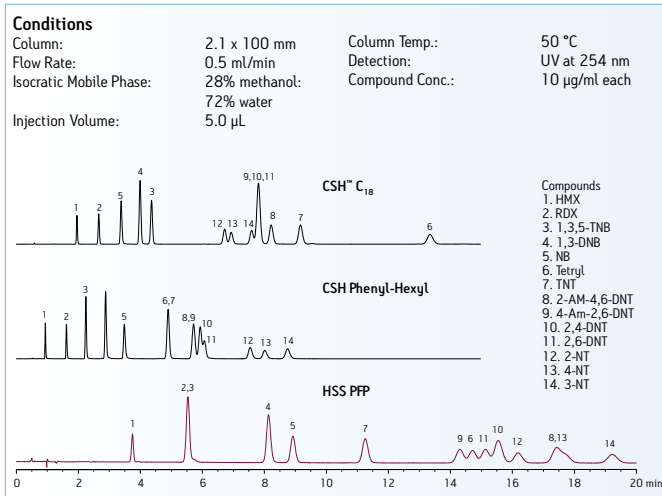 Conditions
Column: 2.1 x 100 mm
Flow Rate: 0.5 ml/min
Isocratic Mobile Phase: 28% methanol:
72% water
Injection Volume: 5.0 µL
Column Temp.: 50 °C
Detection: UV at 254 nm
Compound Conc.: 10 µg/ml each
CSH™ C18
1
2
5
4
3
12
13
14
9,10,11
8
7
6
CSH Phenyl-Hexyl
1
2
3
5
6,7
8,9
10
11
12
13
14
HSS PFP
1
2,3
4
5
7
9
6
11
10
12
8,13
14
0 2 4 6 8 10 12 14 16 18 20 min
Compounds
1. HMX
2. RDX
3. 1,3,5-TNB
4. 1,3-DNB
5. NB
6. Tetryl
7. TNT
8. 2-AM-4,6-DNT
9. 4-Am-2,6-DNT
10. 2,4-DNT
11. 2,6-DNT
12. 2-NT
13. 4-NT
14. 3-NT